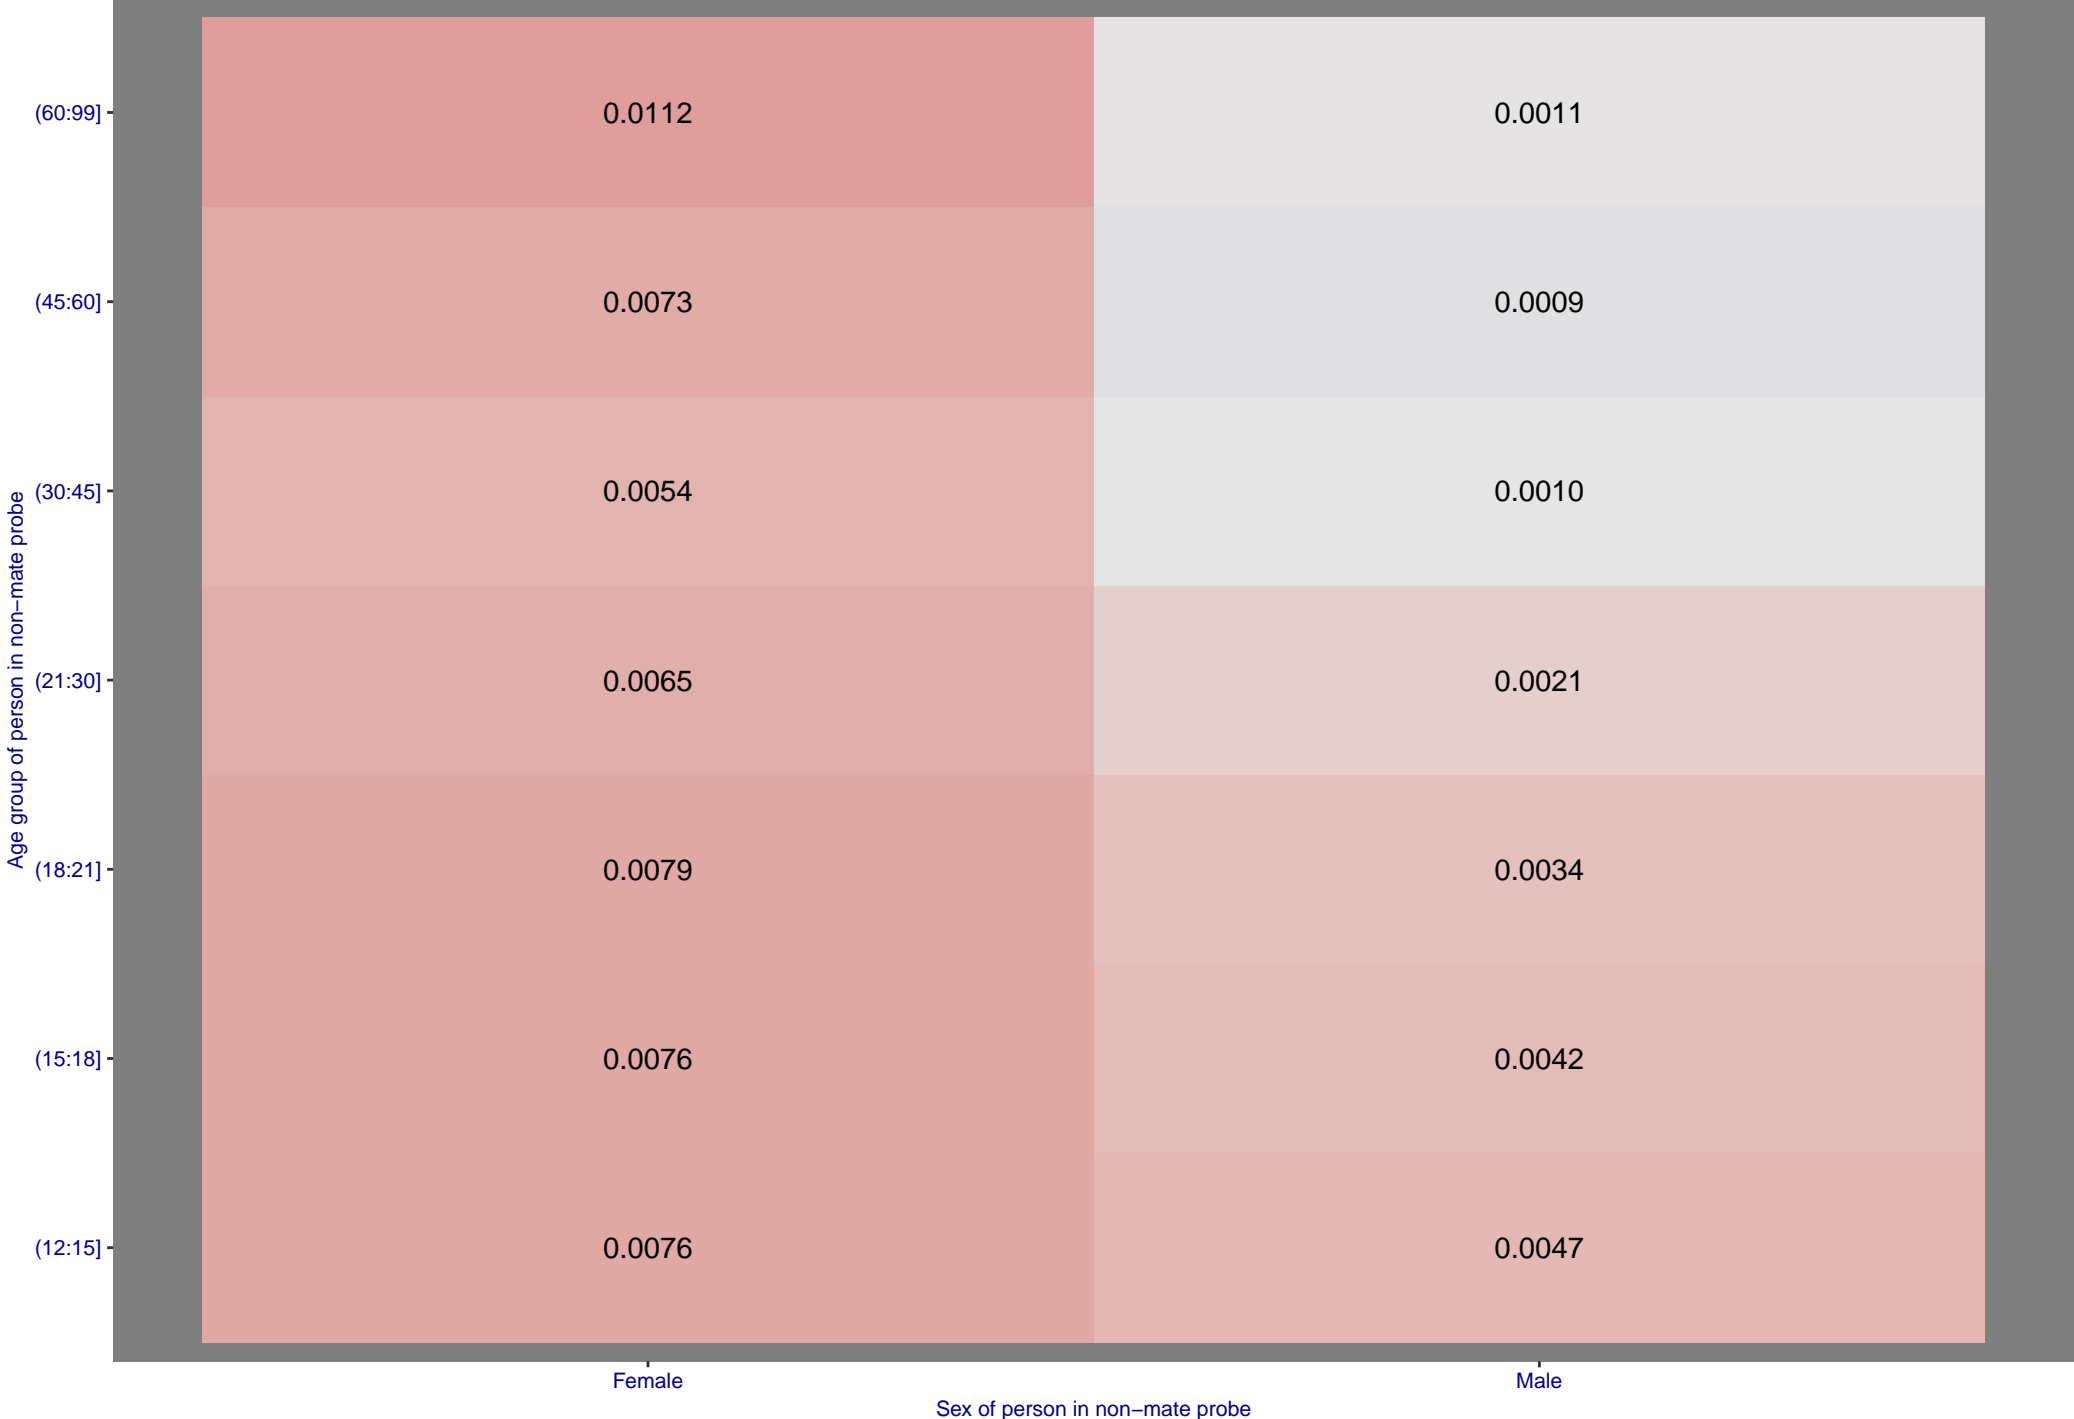 Age group of person in non−mate probe
(60:99] 0.0112 0.0011
(45:60] 0.0073 0.0009
(30:45] 0.0054 0.0010
(21:30] 0.0065 0.0021
(18:21] 0.0079 0.0034
(15:18] 0.0076 0.0042
(12:15] 0.0076 0.0047
Female Male
Sex of person in non−mate probe